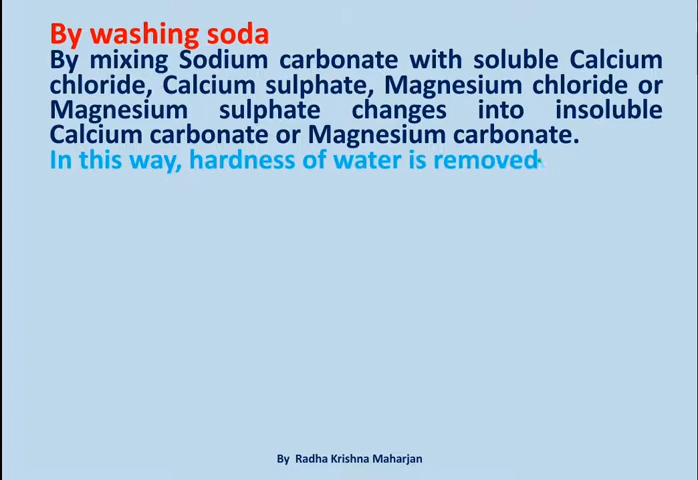 By washing soda
By mixing Sodium carbonate with soluble Calcium
chloride, Calcium sulphate, Magnesium chloride or
Magnesium sulphate changes into insoluble
Calcium carbonate or Magnesium carbonate.
In this way, hardness of water is removed.
By Radha Krishna Maharjan